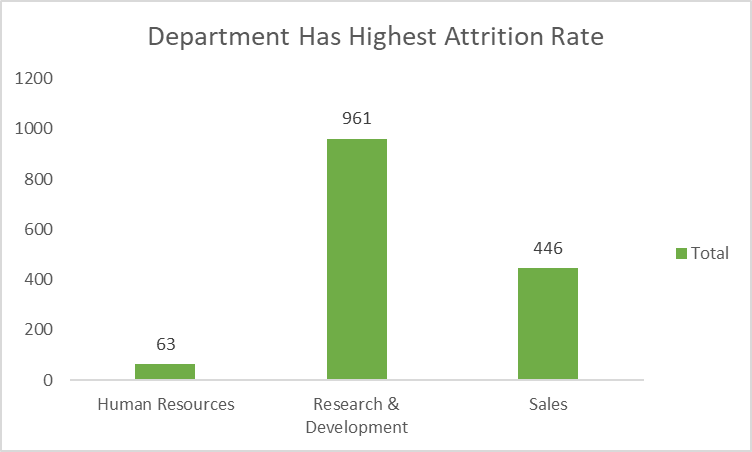 Department Has Highest Attrition Rate
1200
1000
800
600
400
200
0
63
961
446
Human Resources
Research &
Development
Sales
Total